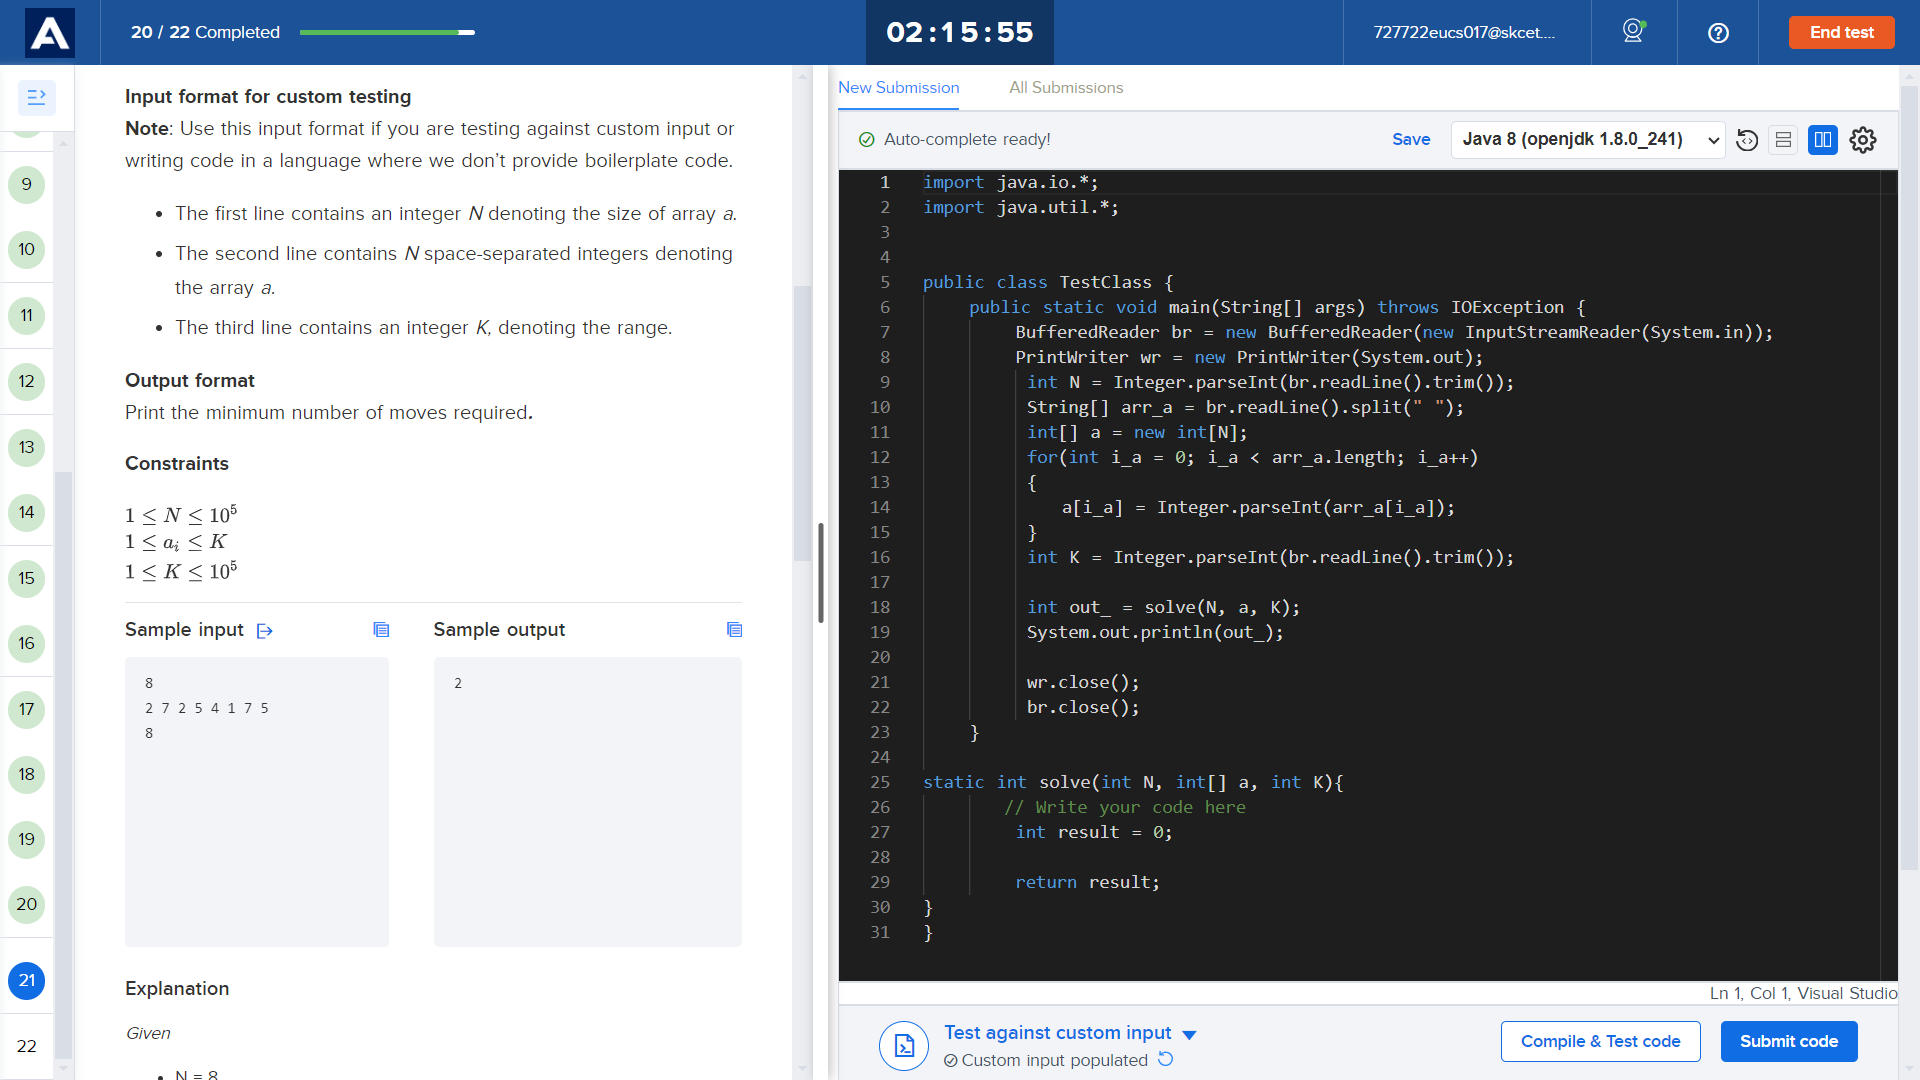 20 / 22 Completed
02:15:55
727722eucs017@skcet....
End test
9
10
11
12
13
14
15
16
17
18
19
20
21
22
Input format for custom testing
Note: Use this input format if you are testing against custom input or
writing code in a language where we don't provide boilerplate code.
• The first line contains an integer N denoting the size of array a.
• The second line contains N space-separated integers denoting
the array a.
• The third line contains an integer K, denoting the range.
Output format
Print the minimum number of moves required.
Constraints
1 ≤ N ≤ 10⁵
1 ≤ aᵢ ≤ K
1 ≤ K ≤ 10⁵
Sample input
8
2 7 2 5 4 1 7 5
8
Sample output
2
Explanation
Given
• N = 8
New Submission
All Submissions
Auto-complete ready!
Save
Java 8 (openjdk 1.8.0_241)
1 import java.io.*;
2 import java.util.*;
3
4
5 public class TestClass {
6 public static void main(String[] args) throws IOException {
7 BufferedReader br = new BufferedReader(new InputStreamReader(System.in));
8 PrintWriter wr = new PrintWriter(System.out);
9 int N = Integer.parseInt(br.readLine().trim());
10 String[] arr_a = br.readLine().split(" ");
11 int[] a = new int[N];
12 for(int i_a = 0; i_a < arr_a.length; i_a++)
13 {
14 a[i_a] = Integer.parseInt(arr_a[i_a]);
15 }
16 int K = Integer.parseInt(br.readLine().trim());
17
18 int out_ = solve(N, a, K);
19 System.out.println(out_);
20
21 wr.close();
22 br.close();
23 }
24
25 static int solve(int N, int[] a, int K){
26 // Write your code here
27 int result = 0;
28
29 return result;
30 }
31 }
Ln 1, Col 1, Visual Studio
Test against custom input
Custom input populated
Compile & Test code
Submit code